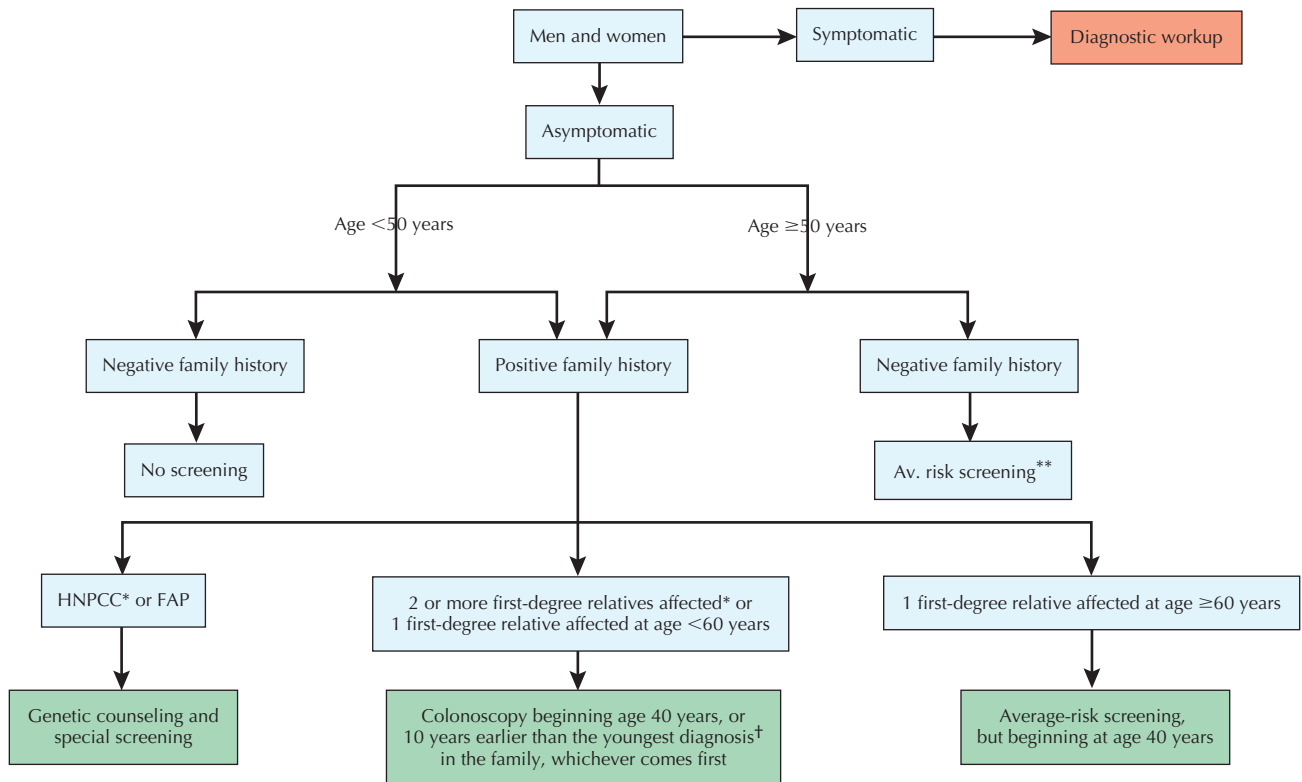 Men and women
Symptomatic
Diagnostic workup
Asymptomatic
Age <50 years
Age ≥50 years
Negative family history
Positive family history
Negative family history
No screening
Av. risk screening**
HNPCC* or FAP
2 or more first-degree relatives affected* or
1 first-degree relative affected at age <60 years
1 first-degree relative affected at age ≥60 years
Genetic counseling and
special screening
Colonoscopy beginning age 40 years, or
10 years earlier than the youngest diagnosis†
in the family, whichever comes first
Average-risk screening,
but beginning at age 40 years